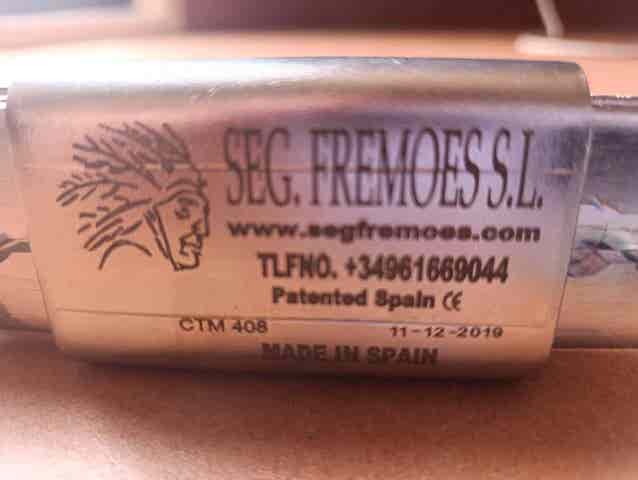 SEG. FREMOES S.L.
www.segfremoes.com
TLFNO. +34961669044
Patented Spain CE
CTM 408 11-12-2019
MADE IN SPAIN